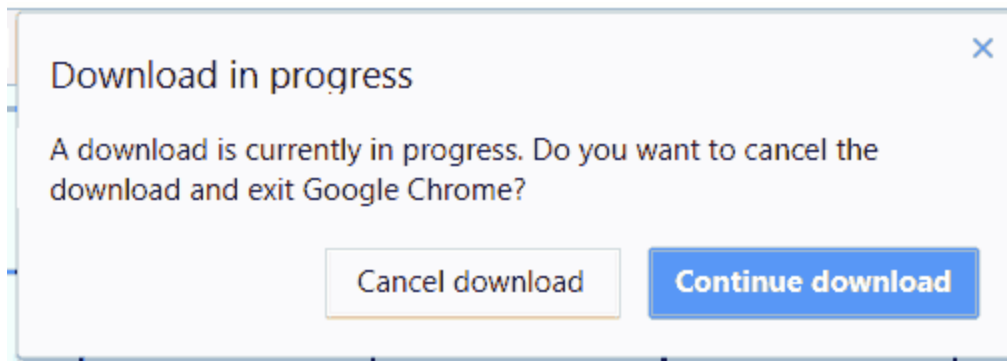 Download in progress
A download is currently in progress. Do you want to cancel the
download and exit Google Chrome?
Cancel download
Continue download